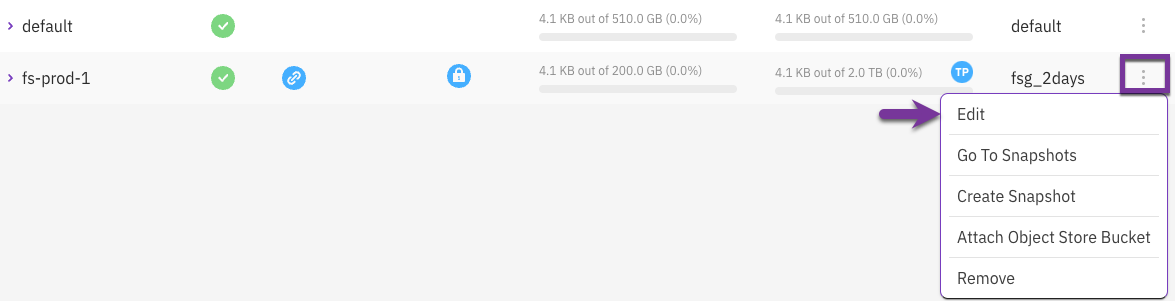 default
4.1 KB out of 510.0 GB (0.0%)
4.1 KB out of 510.0 GB (0.0%)
default
fs-prod-1
4.1 KB out of 200.0 GB (0.0%)
4.1 KB out of 2.0 TB (0.0%)
TP
fsg_2days
Edit
Go To Snapshots
Create Snapshot
Attach Object Store Bucket
Remove